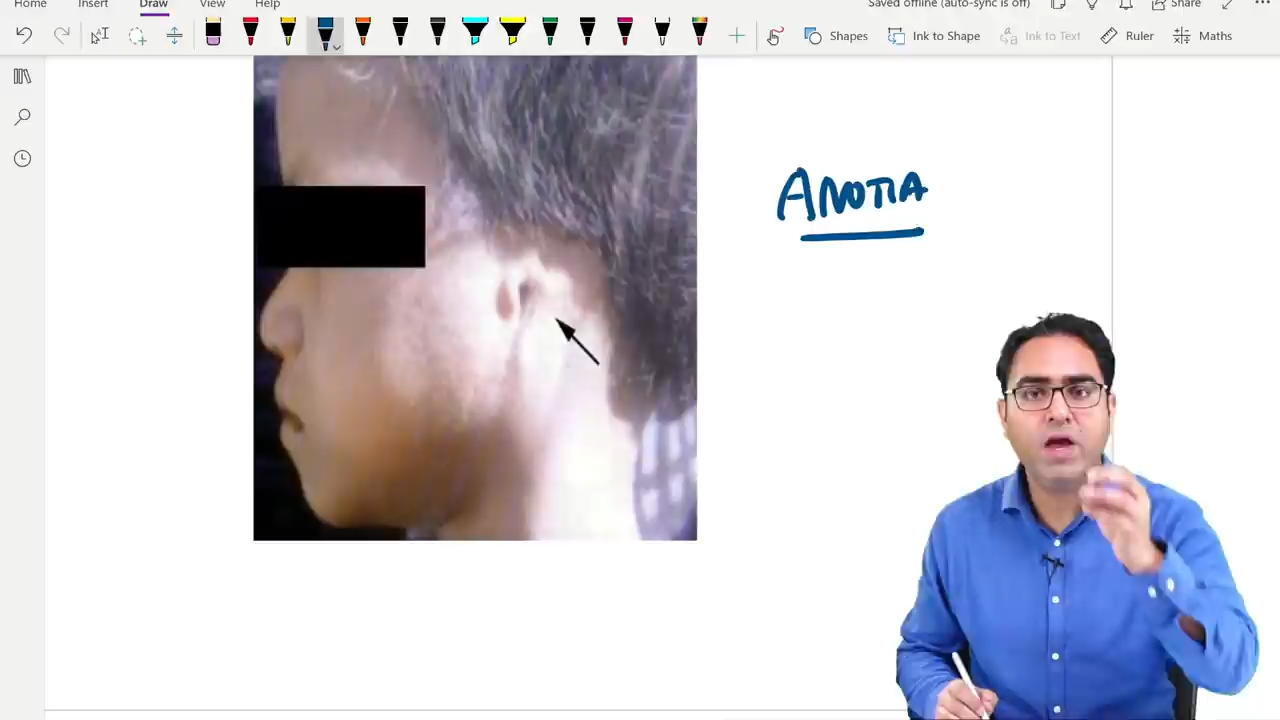 Home Insert Draw View Help Saved offline (auto-sync is off) Share
Shapes Ink to Shape Ink to Text Ruler Maths
ANOTIA